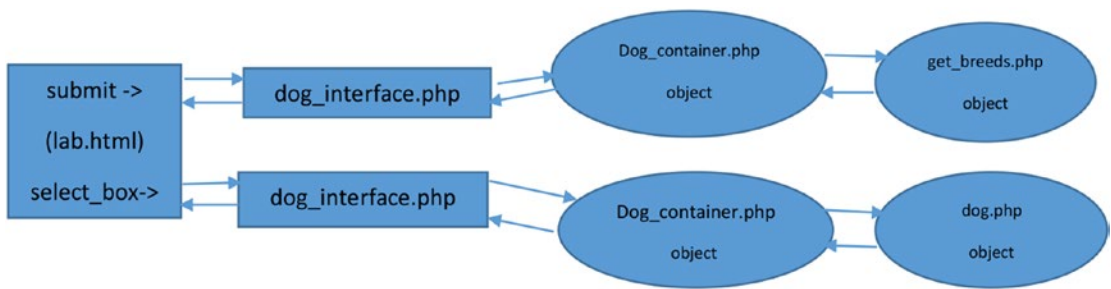 submit ->
(lab.html)
select_box->
dog_interface.php
Dog_container.php
object
get_breeds.php
object
dog_interface.php
Dog_container.php
object
dog.php
object